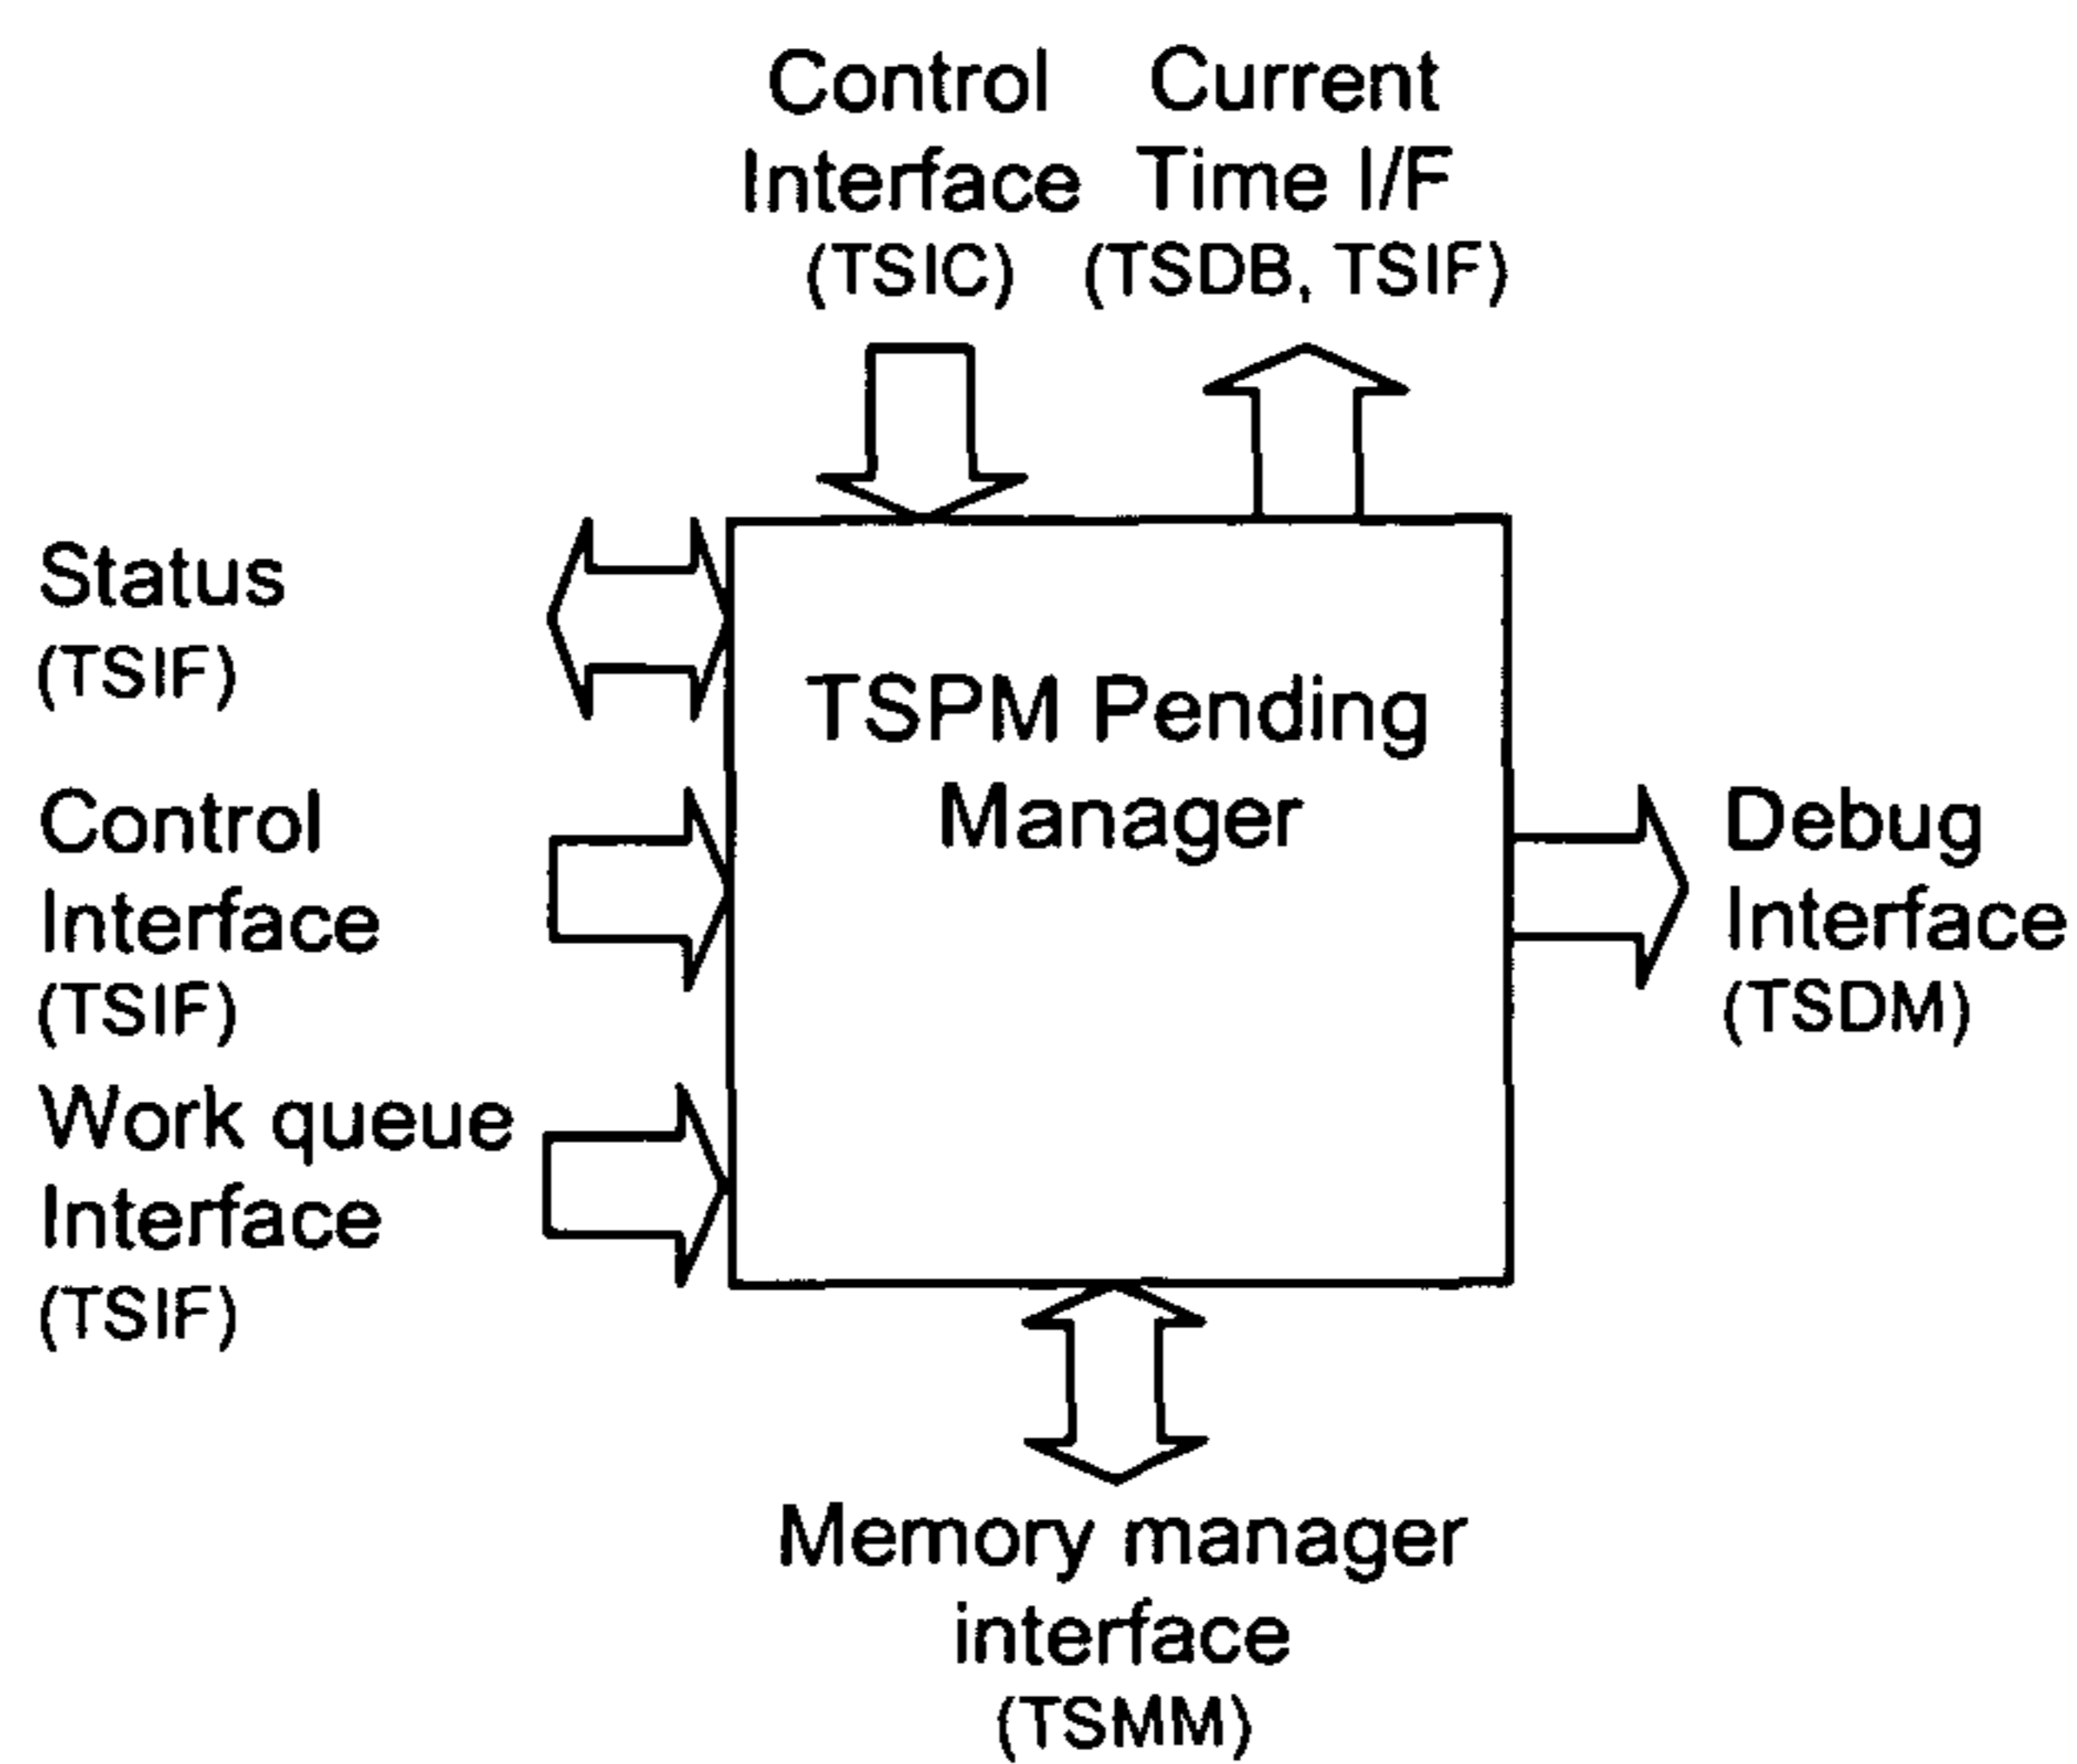 Control
Interface
(TSIC)
Current
Time I/F
(TSDB, TSIF)
Status
(TSIF)
Control
Interface
(TSIF)
Work queue
Interface
(TSIF)
TSPM Pending
Manager
Debug
Interface
(TSDM)
Memory manager
interface
(TSMM)